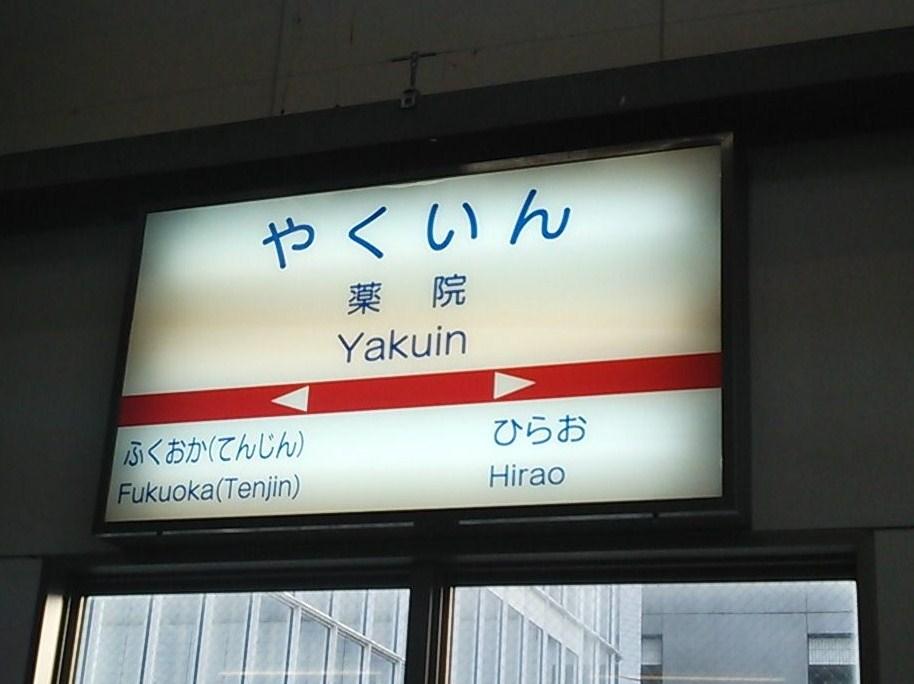 やくいん
薬院
Yakuin
ふくおか(てんじん)
Fukuoka(Tenjin)
ひらお
Hirao